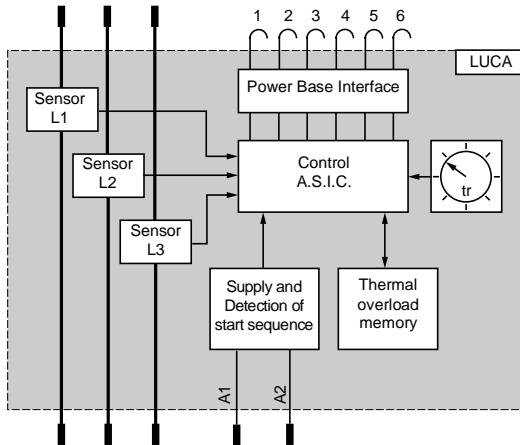 1 2 3 4 5 6
LUCA
Power Base Interface
Sensor
L1
Sensor
L2
Sensor
L3
Control
A.S.I.C.
tr
Supply and
Detection of
start sequence
Thermal
overload
memory
A1
A2